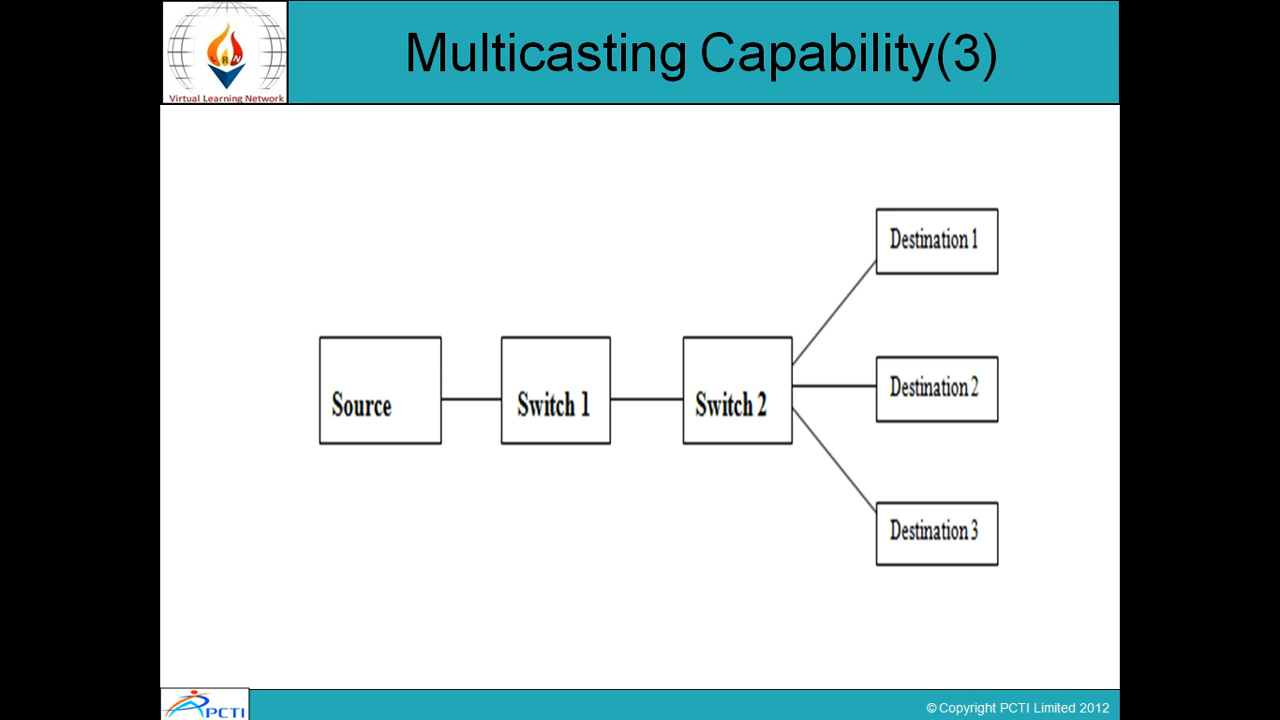 Multicasting Capability(3)
LRN
Virtual Learning Network
Destination 1
Source
Switch 1
Switch 2
Destination 2
Destination 3
PCTI
© Copyright PCTI Limited 2012